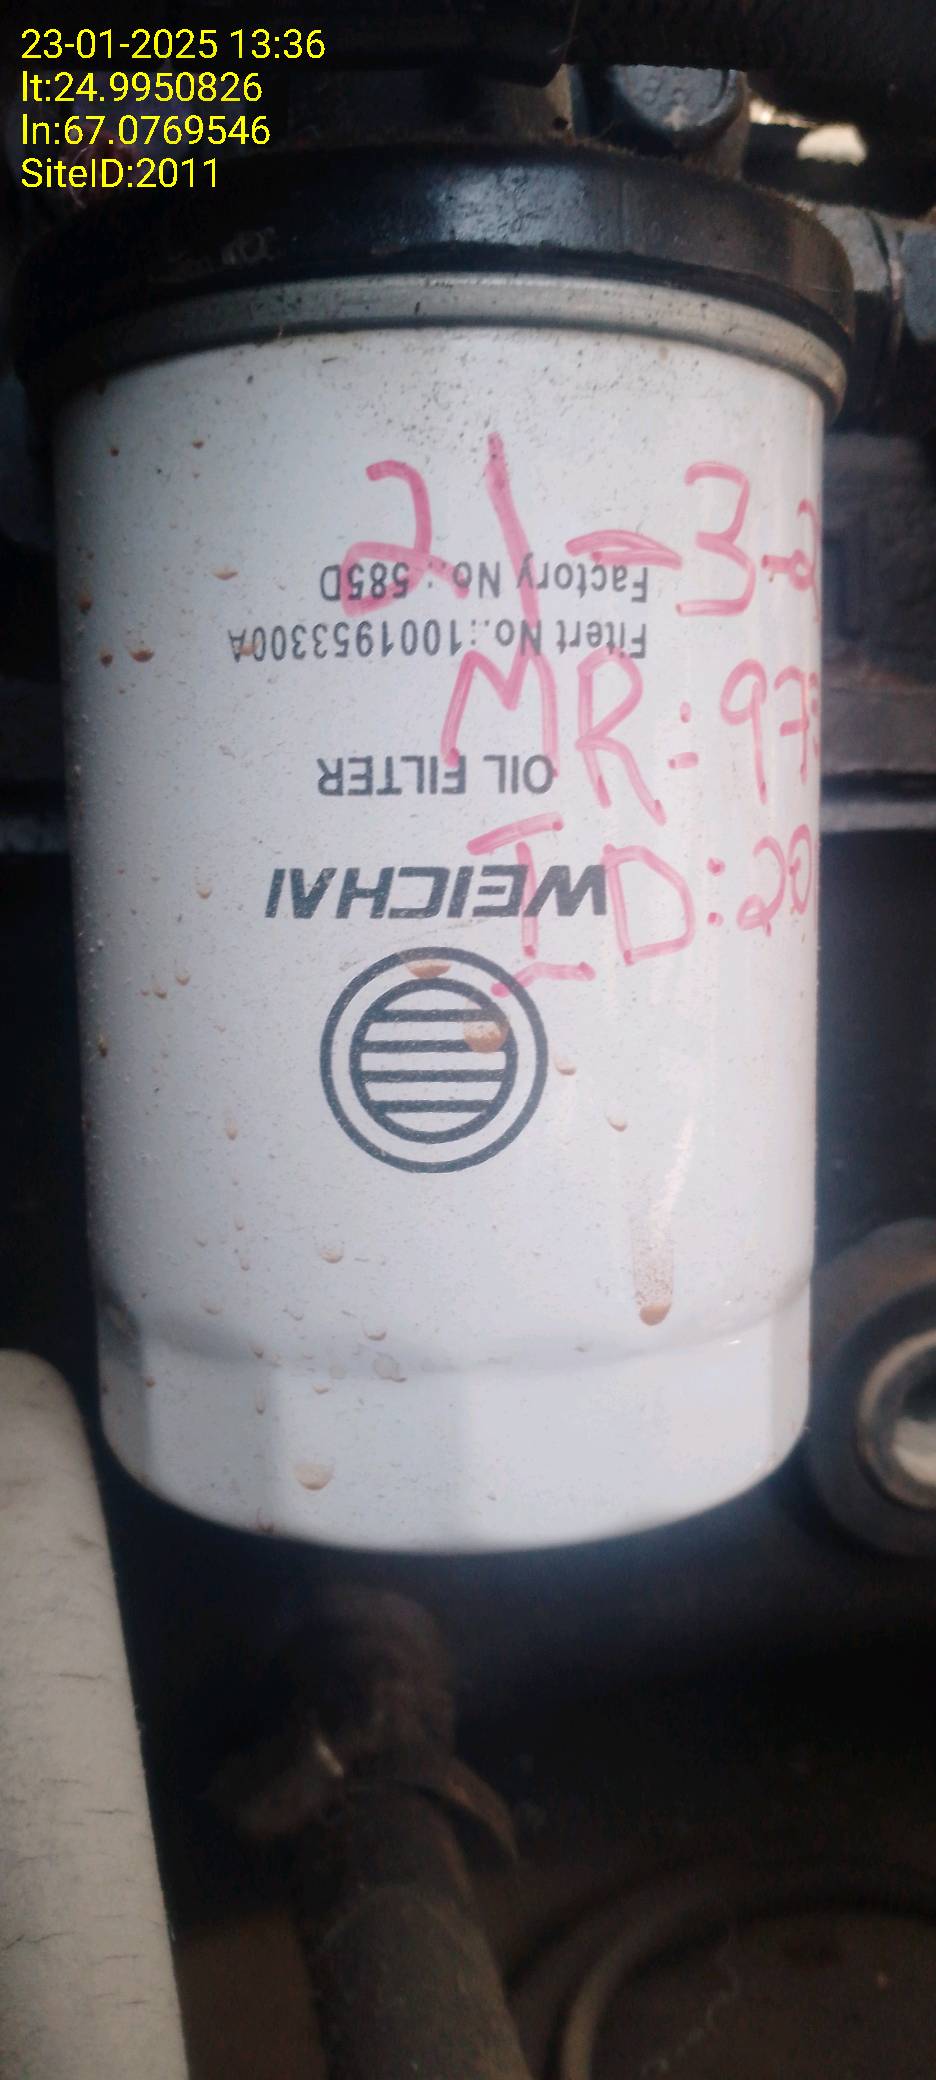 23-01-2025 13:36
lt:24.9950826
ln:67.0769546
SiteID:2011
21-3-2
Factory No.: 585D
Fitert No.:1001953300A
MR:97
OIL FILTER
ID:20
WEICHAI